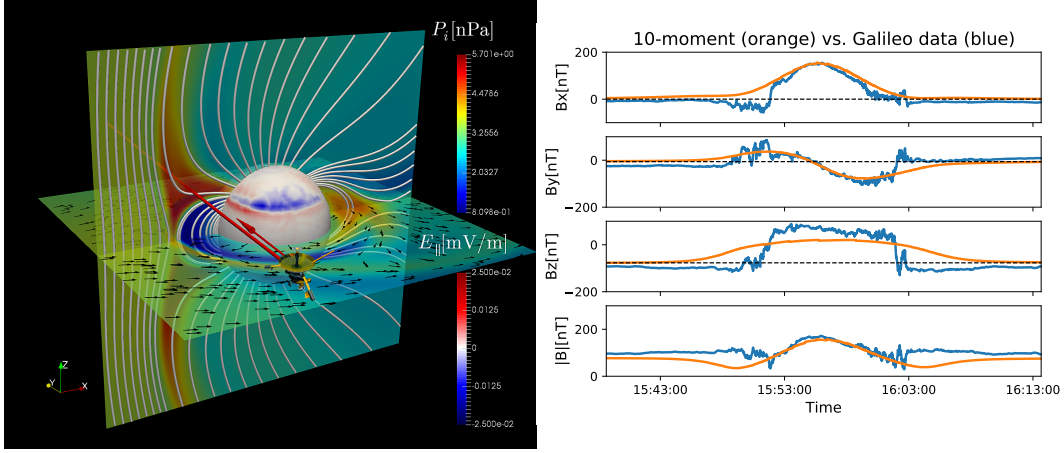 P_i[nPa]
5.701e+00
4.4785
3.2556
2.0327
8.096e-01
E_∥[mV/m]
2.500e-02
0.0125
0
-0.0125
-2.500e-02
Z
Y
X
10-moment (orange) vs. Galileo data (blue)
Bx[nT]
200
0
By[nT]
0
−200
Bz[nT]
0
−200
|B|[nT]
200
0
15:43:00
15:53:00
16:03:00
16:13:00
Time